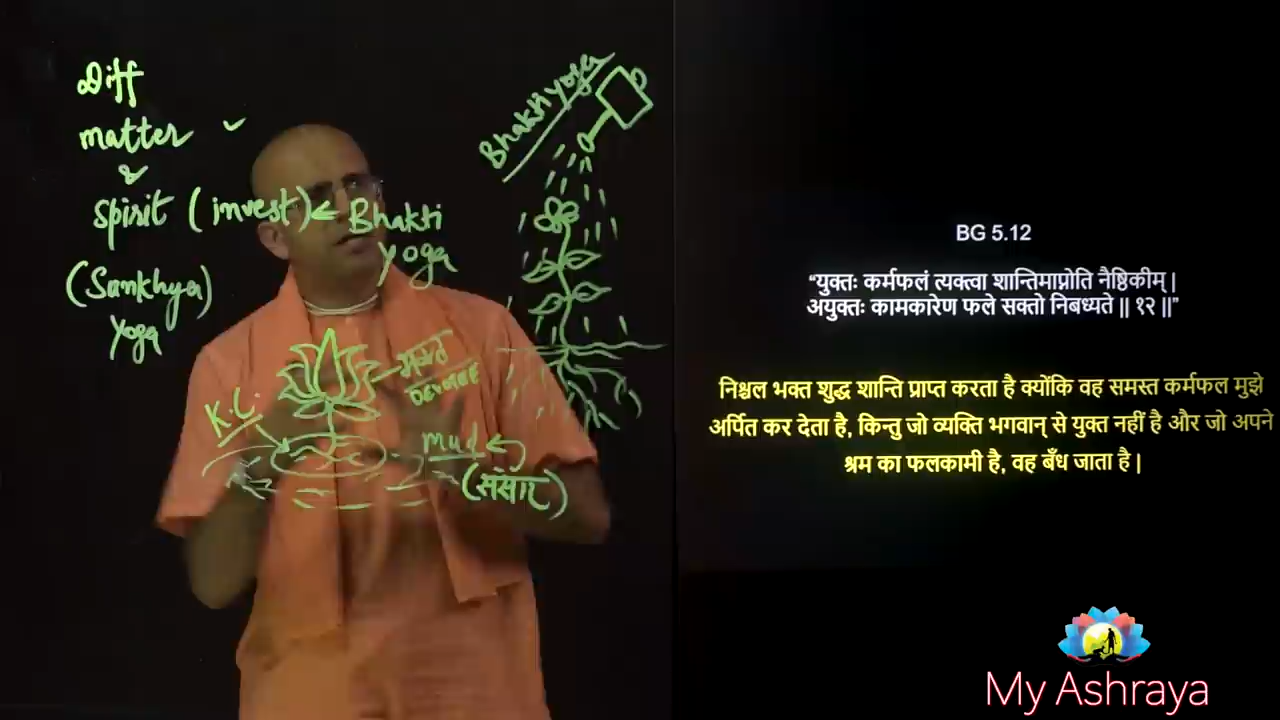 Diff
matter
&
Spirit (invest) ← Bhakti
yoga
(Sankhya)
Yoga
Bhakti yoga
K.C.
DEVOTEE
mud
(संसार)
BG 5.12
“युक्तः कर्मफलं त्यक्त्वा शान्तिमाप्नोति नैष्ठिकीम् |
अयुक्तः कामकारेण फले सक्तो निबध्यते || १२ ||”
निश्चल भक्त शुद्ध शान्ति प्राप्त करता है क्योंकि वह समस्त कर्मफल मुझे
अर्पित कर देता है, किन्तु जो व्यक्ति भगवान् से युक्त नहीं है और जो अपने
श्रम का फलकामी है, वह बँध जाता है |
My Ashraya